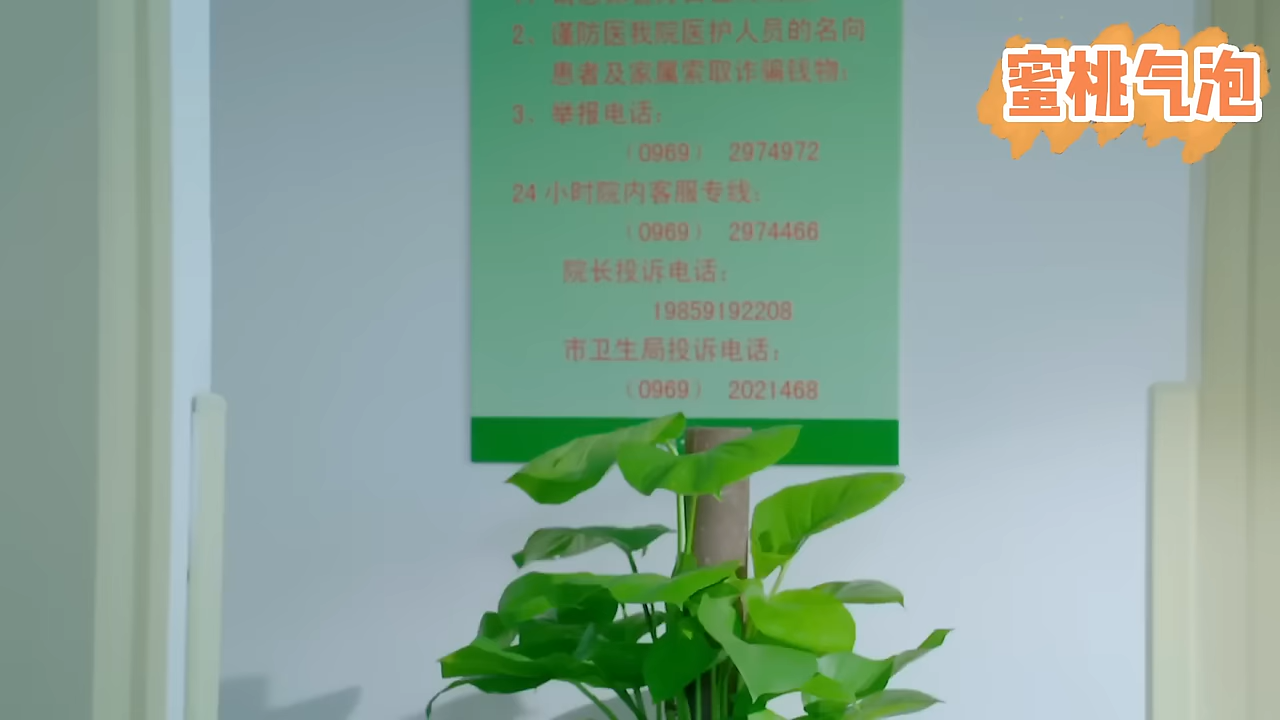 2、谨防医我院医护人员的名向
患者及家属索取诈骗钱物；
3、举报电话：
（0969） 2974972
24小时院内客服专线：
（0969） 2974466
院长投诉电话：
19859192208
市卫生局投诉电话：
（0969） 2021468
蜜桃气泡